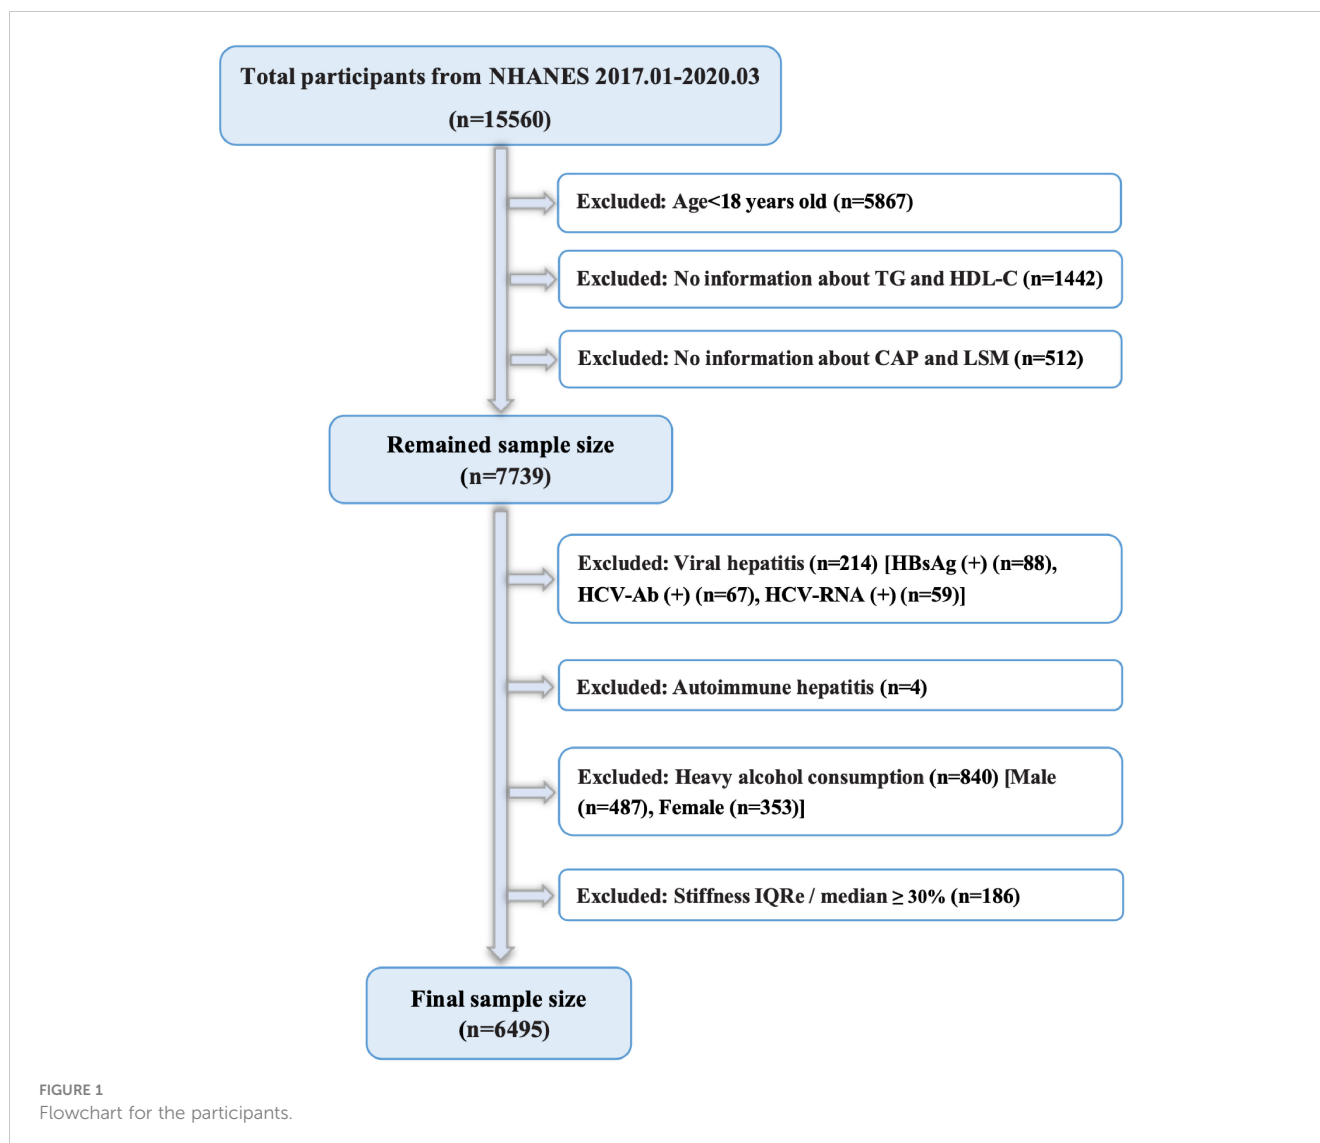 Total participants from NHANES 2017.01-2020.03
(n=15560)
Excluded: Age<18 years old (n=5867)
Excluded: No information about TG and HDL-C (n=1442)
Excluded: No information about CAP and LSM (n=512)
Remained sample size
(n=7739)
Excluded: Viral hepatitis (n=214) [HBsAg (+) (n=88),
HCV-Ab (+) (n=67), HCV-RNA (+) (n=59)]
Excluded: Autoimmune hepatitis (n=4)
Excluded: Heavy alcohol consumption (n=840) [Male
(n=487), Female (n=353)]
Excluded: Stiffness IQRe / median ≥ 30% (n=186)
Final sample size
(n=6495)
FIGURE 1
Flowchart for the participants.